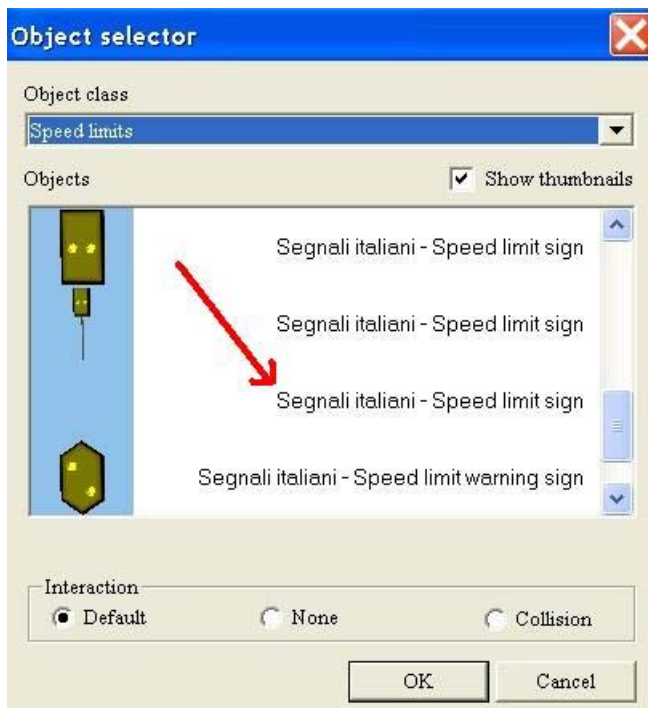 Object selector
Object class
Speed limits
Objects
Show thumbnails
Segnali italiani - Speed limit sign
Segnali italiani - Speed limit sign
Segnali italiani - Speed limit sign
Segnali italiani - Speed limit warning sign
Interaction
Default None Collision
OK Cancel